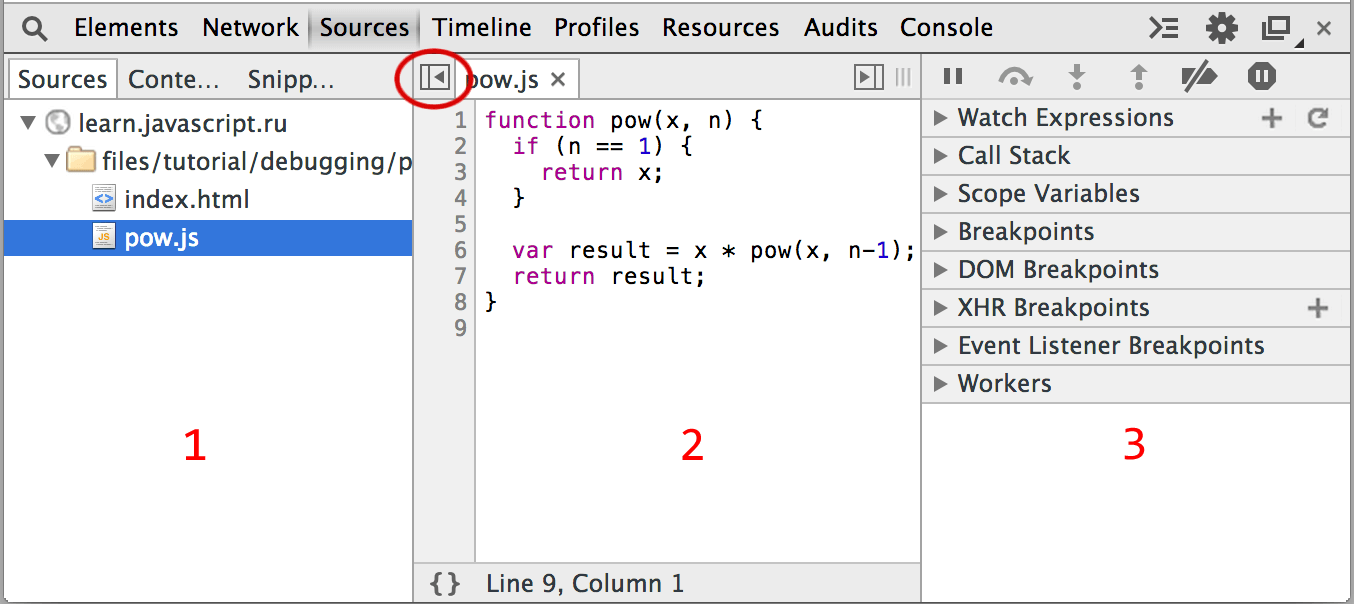 Elements Network Sources Timeline Profiles Resources Audits Console
Sources Conte... Snipp...
learn.javascript.ru
files/tutorial/debugging/p
index.html
pow.js
pow.js
1 function pow(x, n) {
2   if (n == 1) {
3     return x;
4   }
5
6   var result = x * pow(x, n-1);
7   return result;
8 }
9
{} Line 9, Column 1
Watch Expressions
Call Stack
Scope Variables
Breakpoints
DOM Breakpoints
XHR Breakpoints
Event Listener Breakpoints
Workers
1 2 3